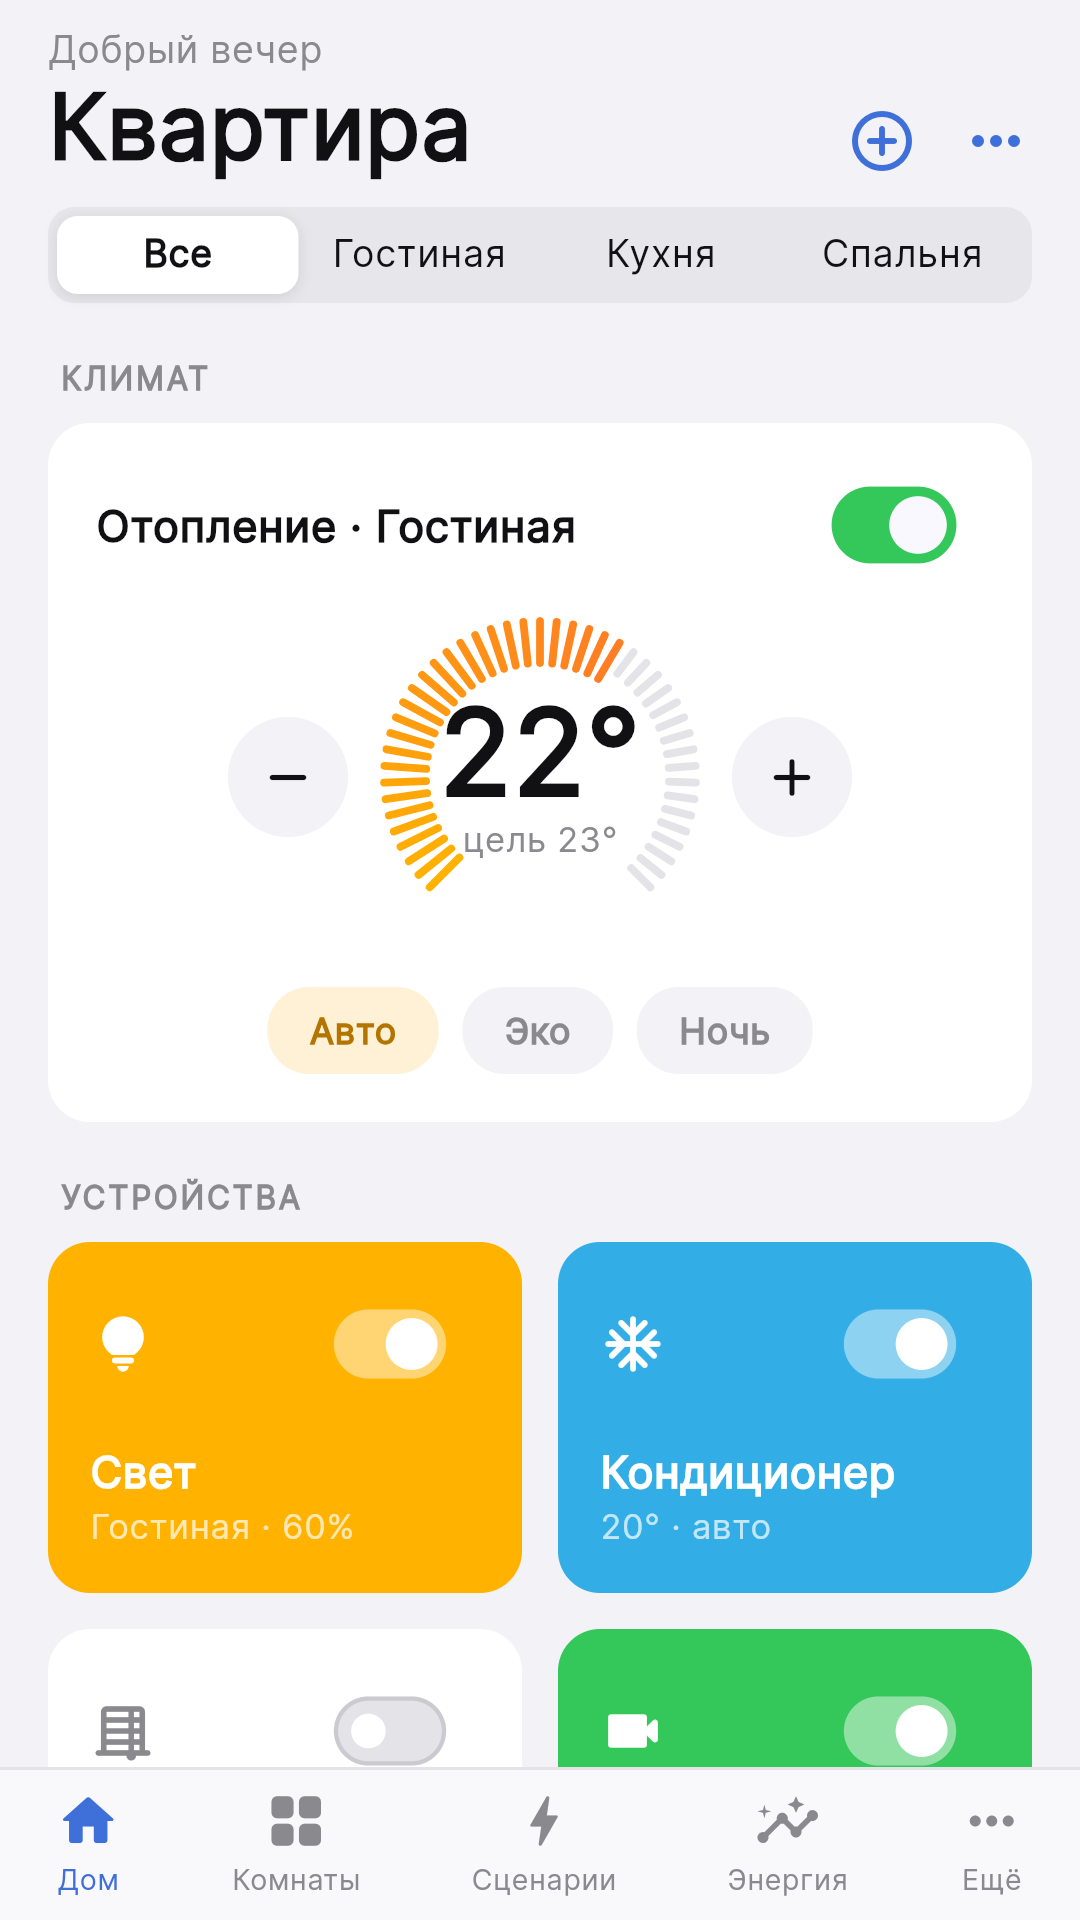 Добрый вечер
Квартира
Все Гостиная Кухня Спальня
КЛИМАТ
Отопление · Гостиная
22°
цель 23°
Авто Эко Ночь
УСТРОЙСТВА
Свет
Гостиная · 60%
Кондиционер
20° · авто
Дом Комнаты Сценарии Энергия Ещё